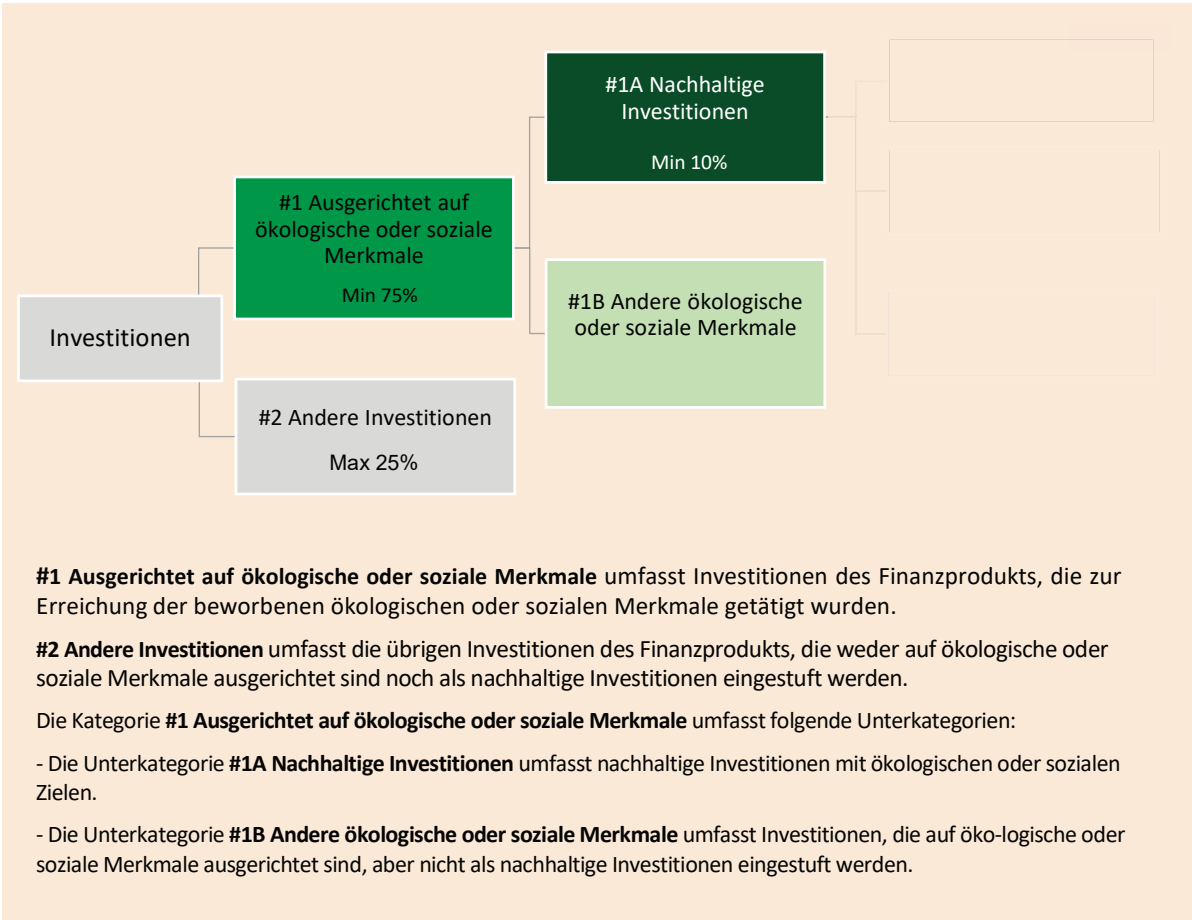 #1A Nachhaltige
Investitionen
Min 10%
#1 Ausgerichtet auf
ökologische oder soziale
Merkmale
Min 75%
#1B Andere ökologische
oder soziale Merkmale
Investitionen
#2 Andere Investitionen
Max 25%
#1 Ausgerichtet auf ökologische oder soziale Merkmale umfasst Investitionen des Finanzprodukts, die zur
Erreichung der beworbenen ökologischen oder sozialen Merkmale getätigt wurden.
#2 Andere Investitionen umfasst die übrigen Investitionen des Finanzprodukts, die weder auf ökologische oder
soziale Merkmale ausgerichtet sind noch als nachhaltige Investitionen eingestuft werden.
Die Kategorie #1 Ausgerichtet auf ökologische oder soziale Merkmale umfasst folgende Unterkategorien:
- Die Unterkategorie #1A Nachhaltige Investitionen umfasst nachhaltige Investitionen mit ökologischen oder sozialen
Zielen.
- Die Unterkategorie #1B Andere ökologische oder soziale Merkmale umfasst Investitionen, die auf öko-logische oder
soziale Merkmale ausgerichtet sind, aber nicht als nachhaltige Investitionen eingestuft werden.